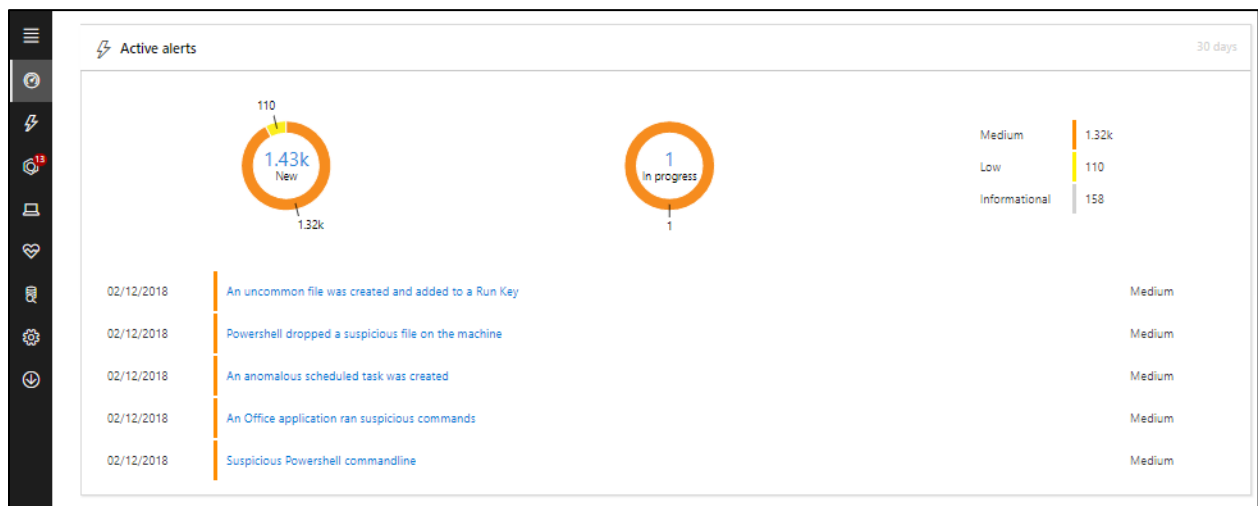 Active alerts
30 days
13
110
1.43k
New
1.32k
1
In progress
1
Medium 1.32k
Low 110
Informational 158
02/12/2018 An uncommon file was created and added to a Run Key Medium
02/12/2018 Powershell dropped a suspicious file on the machine Medium
02/12/2018 An anomalous scheduled task was created Medium
02/12/2018 An Office application ran suspicious commands Medium
02/12/2018 Suspicious Powershell commandline Medium